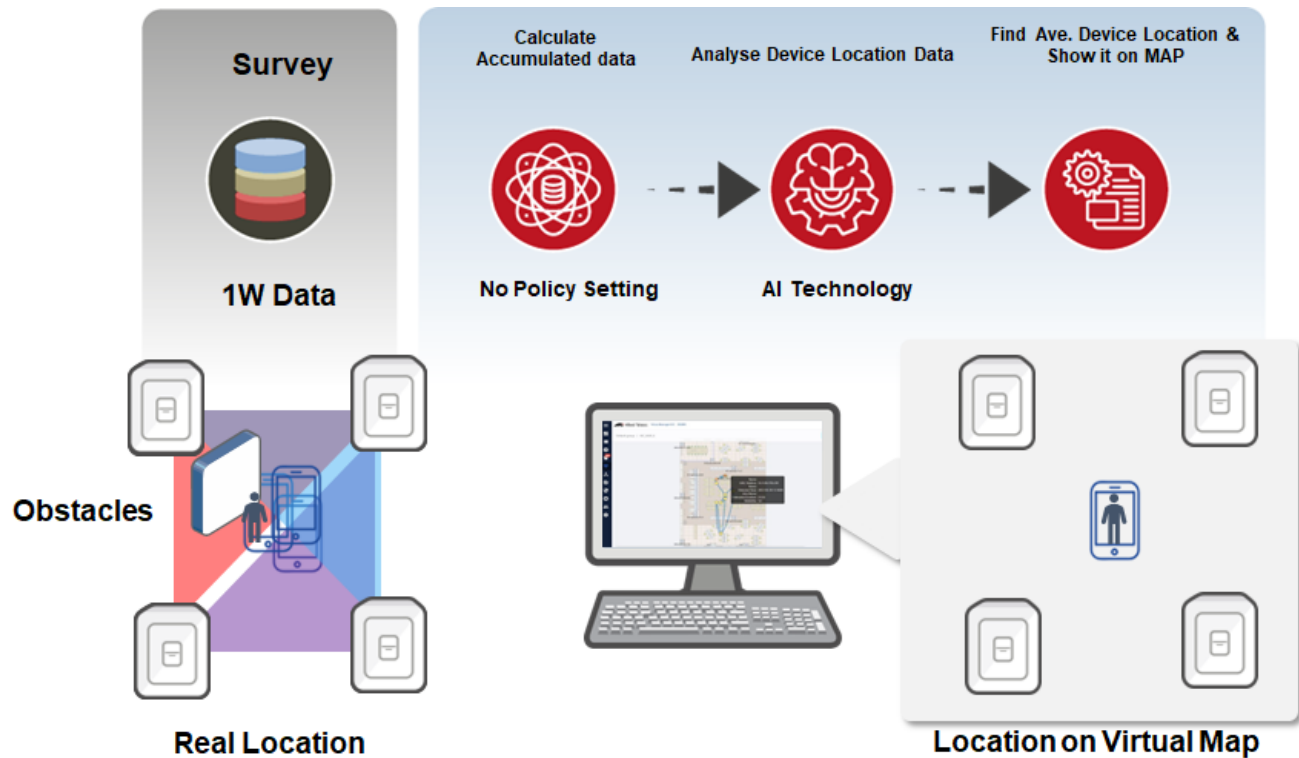 Survey
1W Data
Calculate
Accumulated data
Analyse Device Location Data
Find Ave. Device Location &
Show it on MAP
No Policy Setting
AI Technology
Obstacles
Real Location
Location on Virtual Map